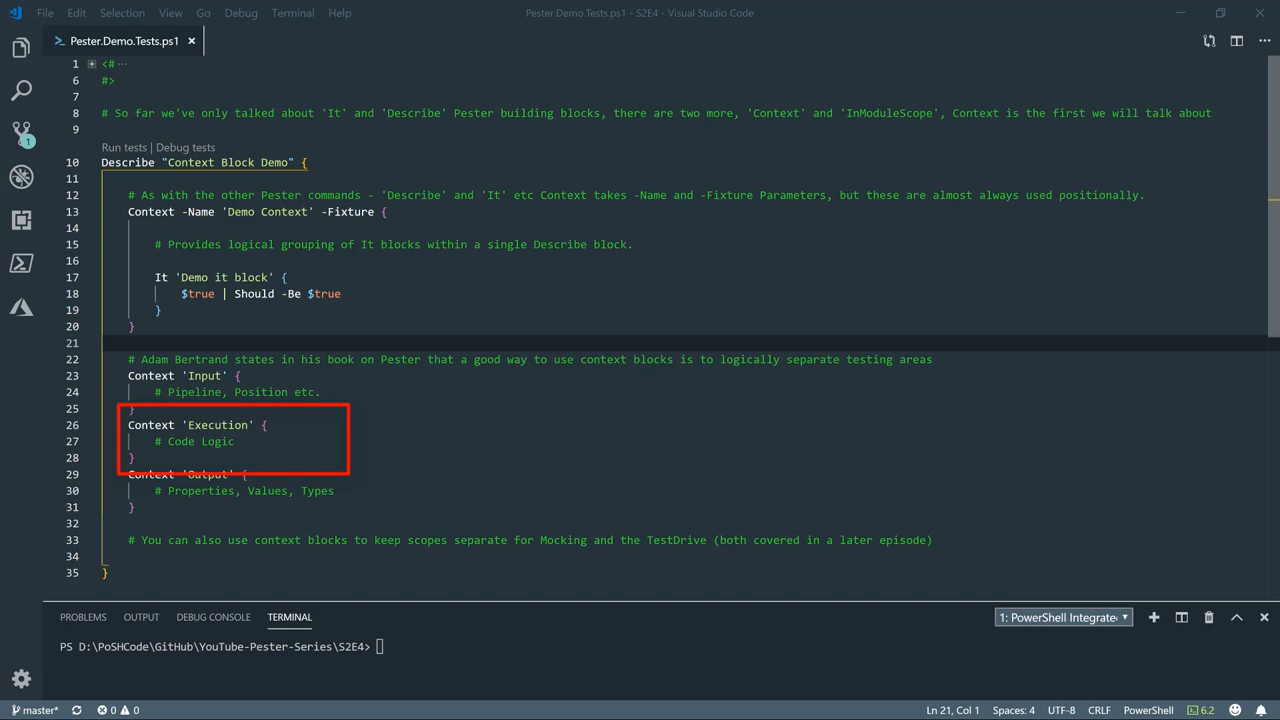 File Edit Selection View Go Debug Terminal Help
Pester.Demo.Tests.ps1 - S2E4 - Visual Studio Code
Pester.Demo.Tests.ps1
1 <# ...
6 #>
7
8 # So far we've only talked about 'It' and 'Describe' Pester building blocks, there are two more, 'Context' and 'InModuleScope', Context is the first we will talk about
9
Run tests | Debug tests
10 Describe "Context Block Demo" {
11
12 # As with the other Pester commands - 'Describe' and 'It' etc Context takes -Name and -Fixture Parameters, but these are almost always used positionally.
13 Context -Name 'Demo Context' -Fixture {
14
15 # Provides logical grouping of It blocks within a single Describe block.
16
17 It 'Demo it block' {
18 $true | Should -Be $true
19 }
20 }
21
22 # Adam Bertrand states in his book on Pester that a good way to use context blocks is to logically separate testing areas
23 Context 'Input' {
24 # Pipeline, Position etc.
25 }
26 Context 'Execution' {
27 # Code Logic
28 }
29 Context 'Output' {
30 # Properties, Values, Types
31 }
32
33 # You can also use context blocks to keep scopes separate for Mocking and the TestDrive (both covered in a later episode)
34
35 }
1
PROBLEMS OUTPUT DEBUG CONSOLE TERMINAL
1: PowerShell Integrate
PS D:\PoSHCode\GitHub\YouTube-Pester-Series\S2E4>
master* 0 0
Ln 21, Col 1 Spaces: 4 UTF-8 CRLF PowerShell 6.2